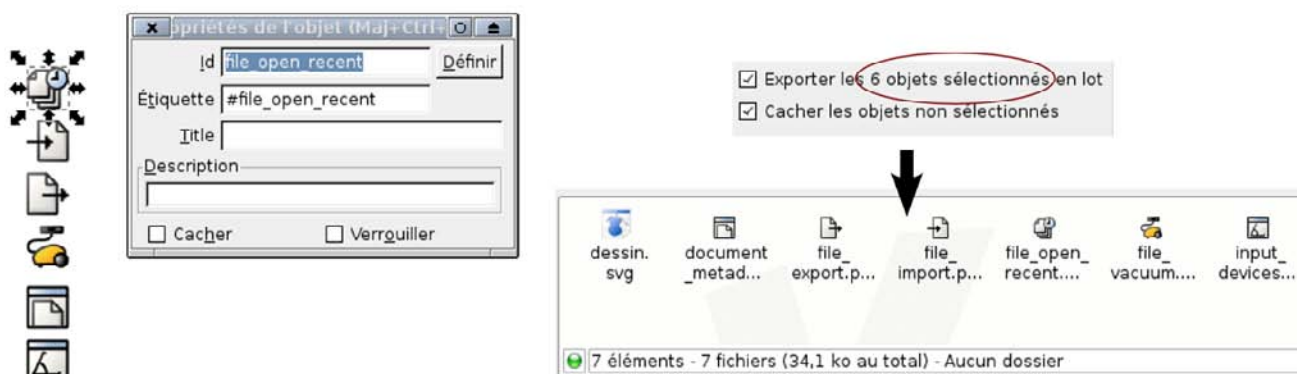 opriétés de l'objet (Maj+Ctrl+
Id file_open_recent Définir
Étiquette #file_open_recent
Title
Description
Cacher Verrouiller
Exporter les 6 objets sélectionnés en lot
Cacher les objets non sélectionnés
dessin.
svg
document
_metad...
file_
export.p...
file_
import.p...
file_open_
recent....
file_
vacuum....
input_
devices...
7 éléments - 7 fichiers (34,1 ko au total) - Aucun dossier